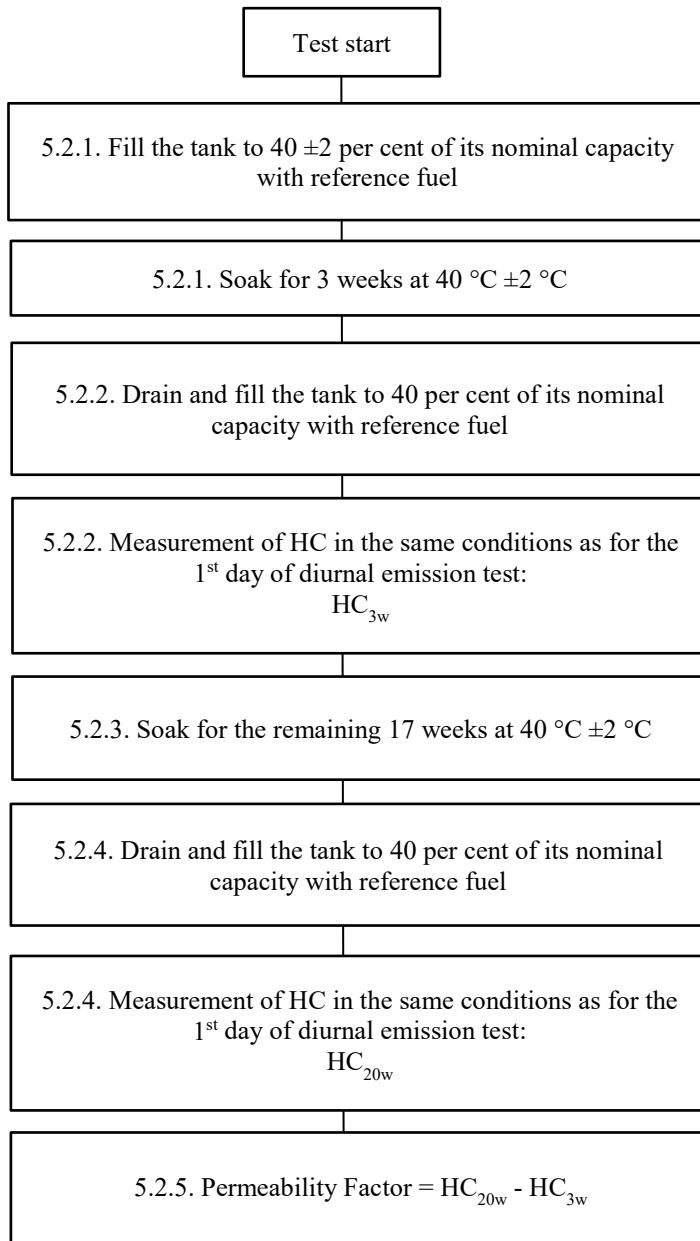 Test start
5.2.1. Fill the tank to 40 ±2 per cent of its nominal capacity
with reference fuel
5.2.1. Soak for 3 weeks at 40 °C ±2 °C
5.2.2. Drain and fill the tank to 40 per cent of its nominal
capacity with reference fuel
5.2.2. Measurement of HC in the same conditions as for the
1st day of diurnal emission test:
HC3w
5.2.3. Soak for the remaining 17 weeks at 40 °C ±2 °C
5.2.4. Drain and fill the tank to 40 per cent of its nominal
capacity with reference fuel
5.2.4. Measurement of HC in the same conditions as for the
1st day of diurnal emission test:
HC20w
5.2.5. Permeability Factor = HC20w - HC3w